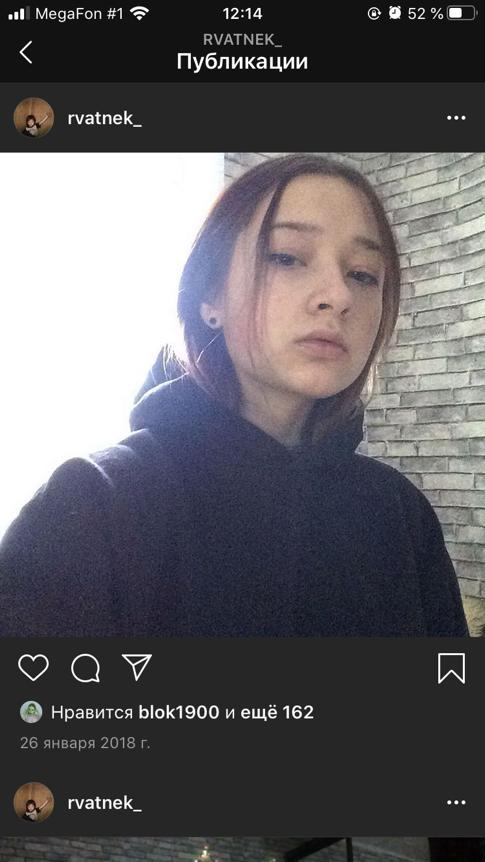 MegaFon #1 12:14 52 %
RVATNEK_
Публикации
rvatnek_
Нравится blok1900 и ещё 162
26 января 2018 г.
rvatnek_